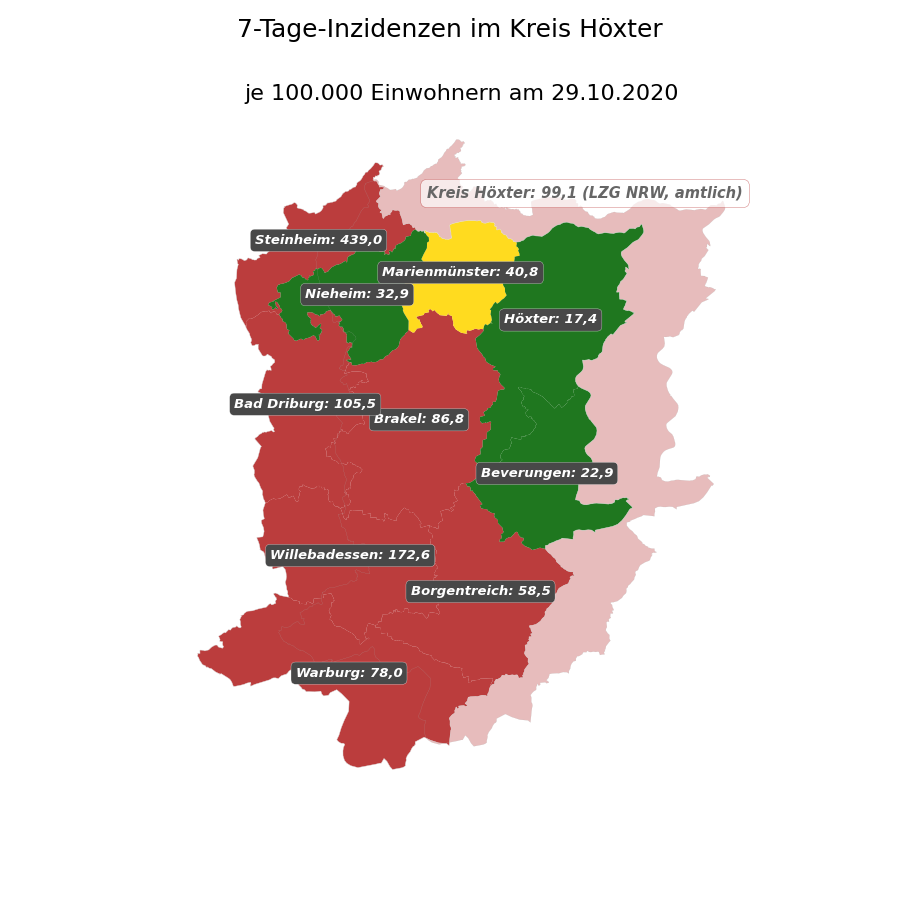 7-Tage-Inzidenzen im Kreis Höxter
je 100.000 Einwohnern am 29.10.2020
Kreis Höxter: 99,1 (LZG NRW, amtlich)
Steinheim: 439,0
Marienmünster: 40,8
Nieheim: 32,9
Höxter: 17,4
Bad Driburg: 105,5
Brakel: 86,8
Beverungen: 22,9
Willebadessen: 172,6
Borgentreich: 58,5
Warburg: 78,0